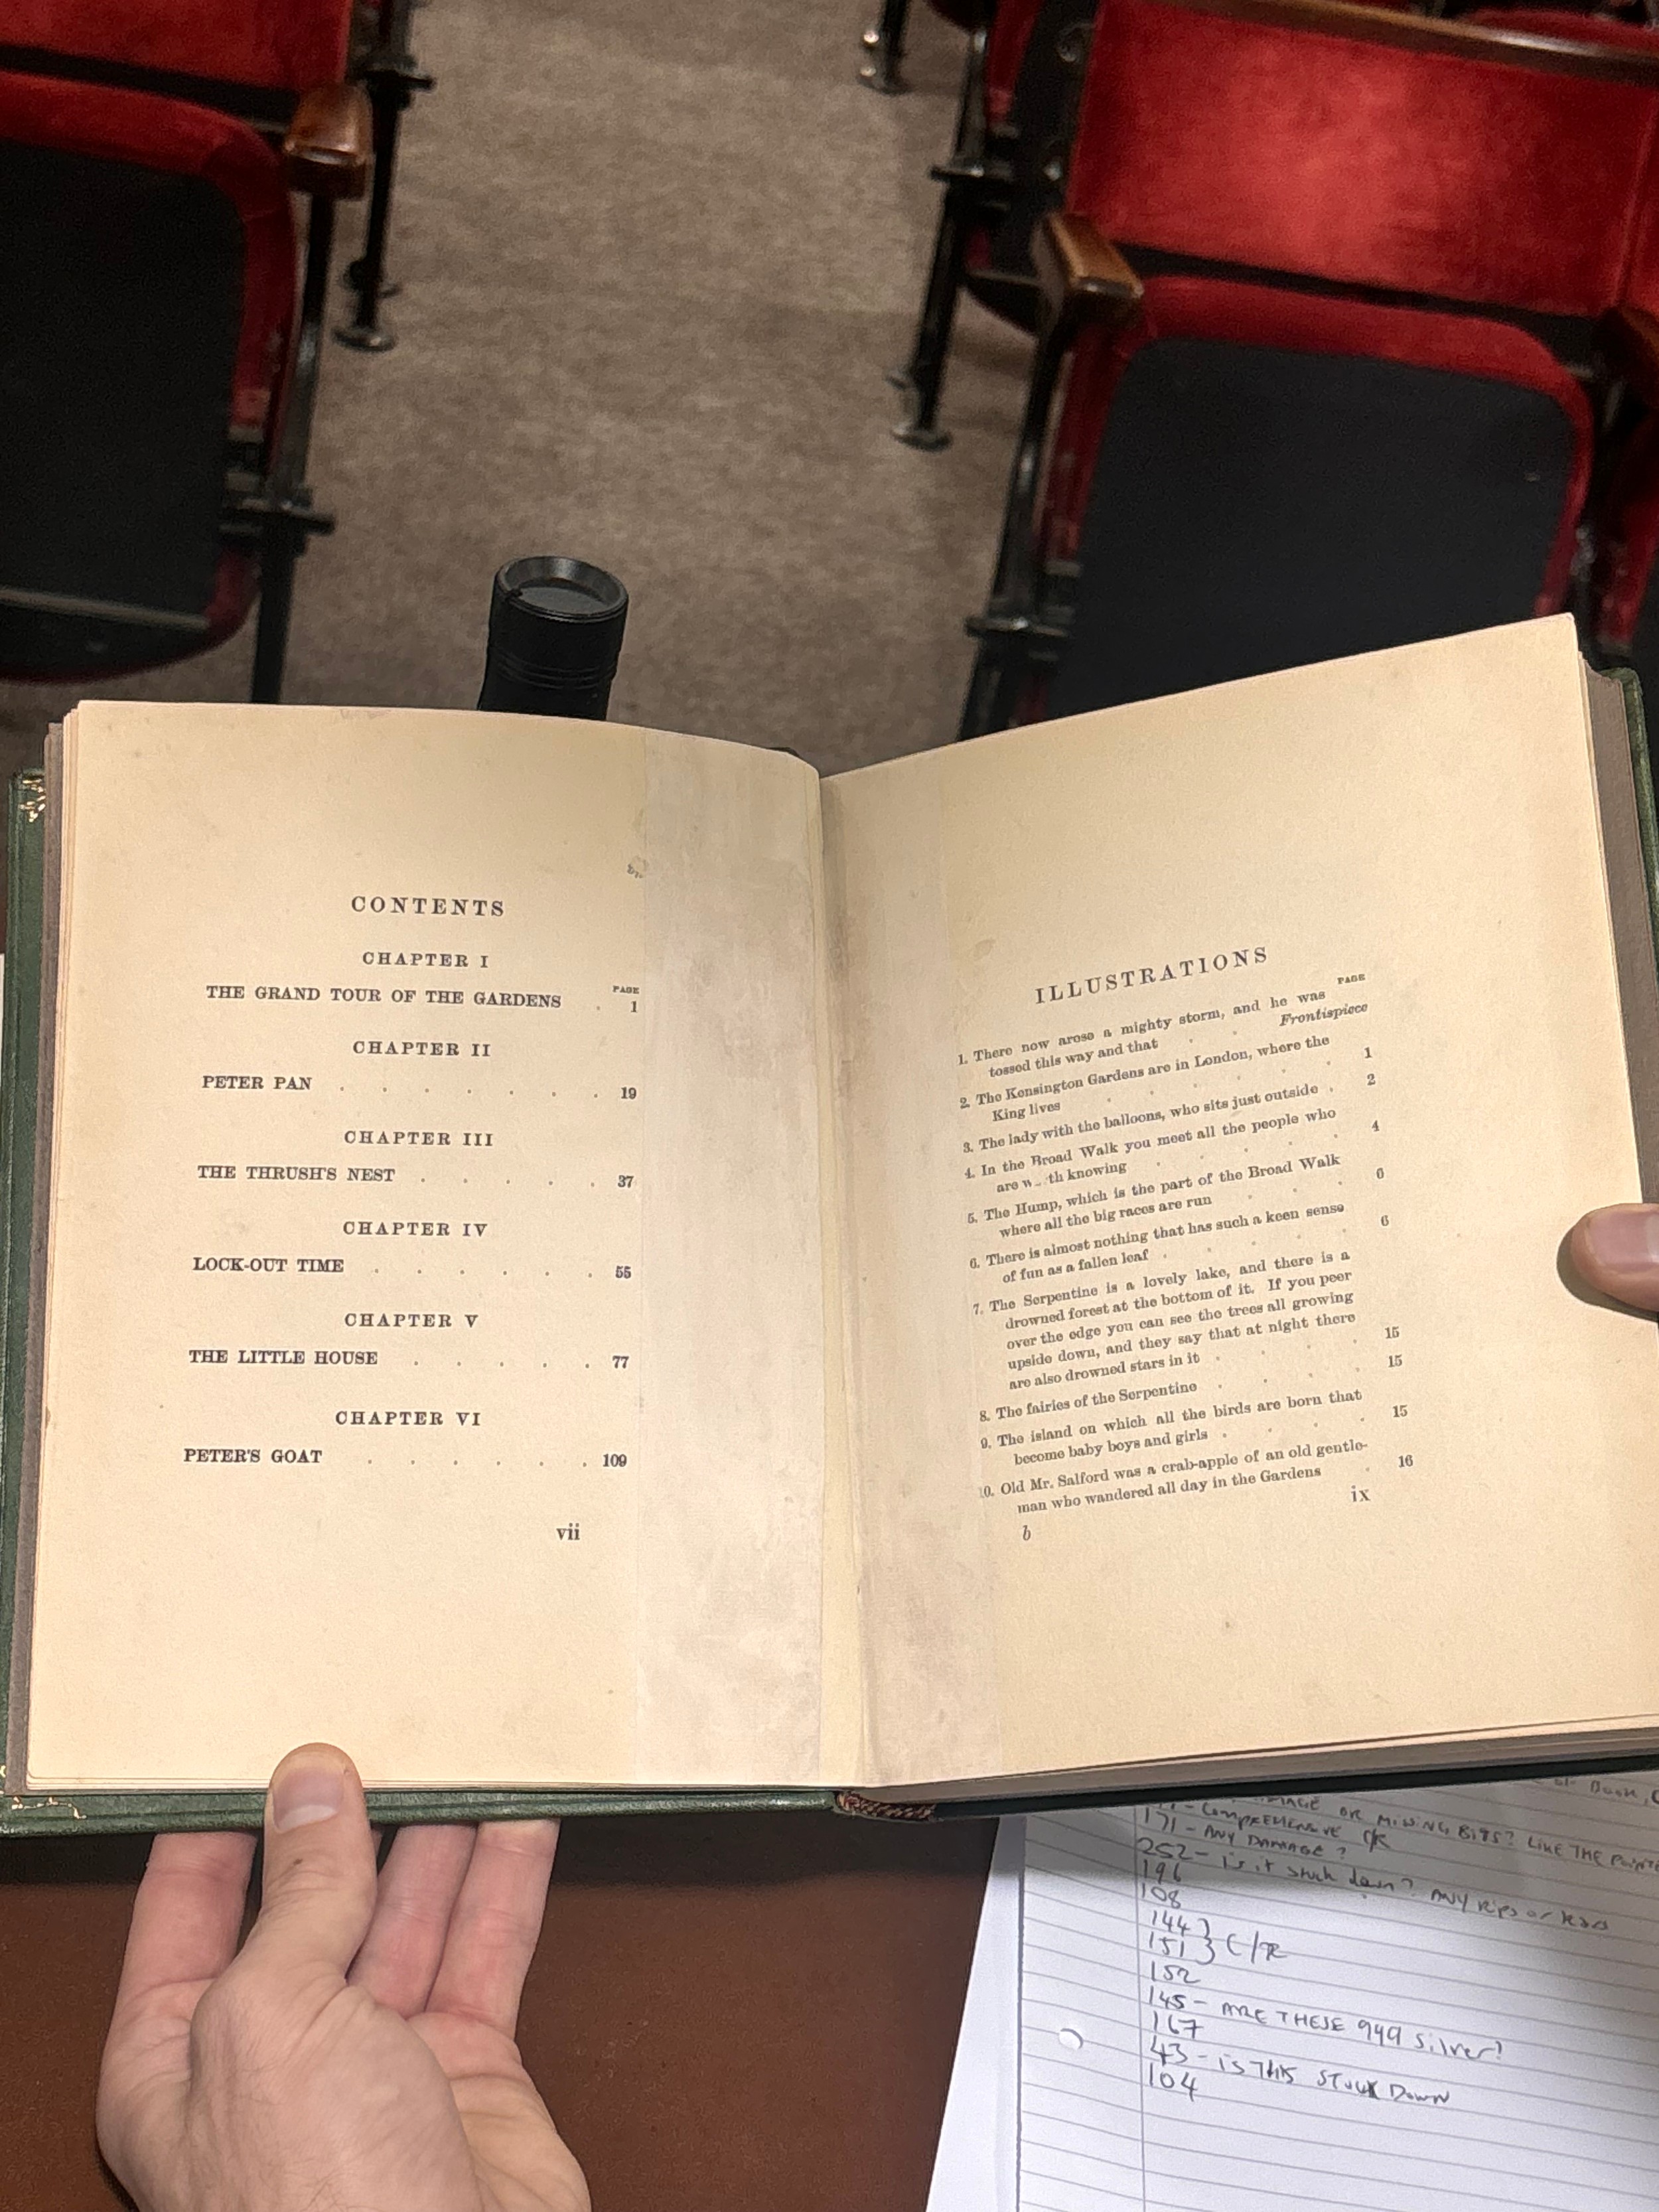 CONTENTS
CHAPTER I
PAGE
THE GRAND TOUR OF THE GARDENS . 1
CHAPTER II
PETER PAN . . . . . . 19
CHAPTER III
THE THRUSH'S NEST . . . . . 37
CHAPTER IV
LOCK-OUT TIME . . . . . . 55
CHAPTER V
THE LITTLE HOUSE . . . . . 77
CHAPTER VI
PETER'S GOAT . . . . . . 109
vii
ILLUSTRATIONS
PAGE
1. There now arose a mighty storm, and he was
tossed this way and that . . Frontispiece
2. The Kensington Gardens are in London, where the
King lives . . . . . 1
3. The lady with the balloons, who sits just outside . 2
4. In the Broad Walk you meet all the people who
are w th knowing . . . . . 4
5. The Hump, which is the part of the Broad Walk
where all the big races are run . . . 6
6. There is almost nothing that has such a keen sense
of fun as a fallen leaf . . . . . 6
7. The Serpentine is a lovely lake, and there is a
drowned forest at the bottom of it. If you peer
over the edge you can see the trees all growing
upside down, and they say that at night there
are also drowned stars in it . . . . 15
8. The fairies of the Serpentine . . . . 15
9. The island on which all the birds are born that
become baby boys and girls . . . . 15
10. Old Mr. Salford was a crab-apple of an old gentle-
man who wandered all day in the Gardens . 16
b
ix
OR MISSING BITS? LIKE THE
171 - COMPREHENSIVE C/R
- ANY DAMAGE?
252 - is it stuck down? ANY rips or tears
196
108
144 }
151 } C/R
152
145 - ARE THESE 949 silver?
167
43 - is THIS STUCK DOWN
104